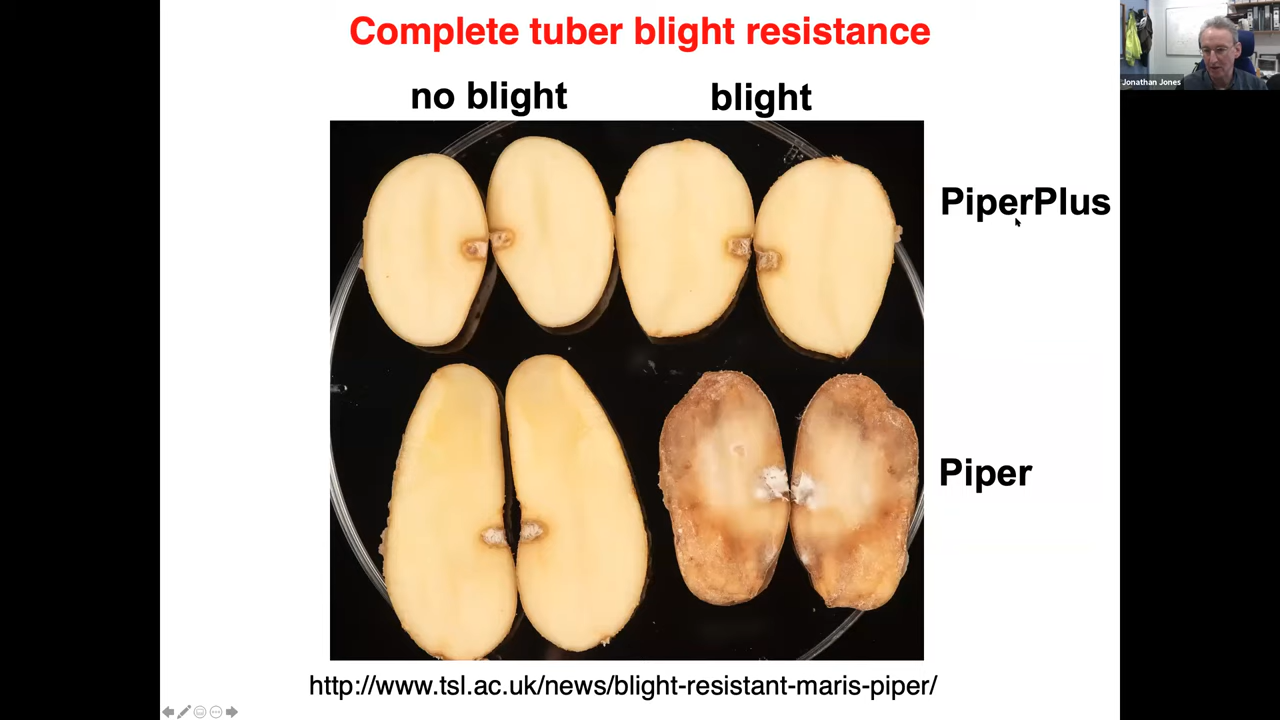 Complete tuber blight resistance
no blight
blight
PiperPlus
Piper
http://www.tsl.ac.uk/news/blight-resistant-maris-piper/
Jonathan Jones